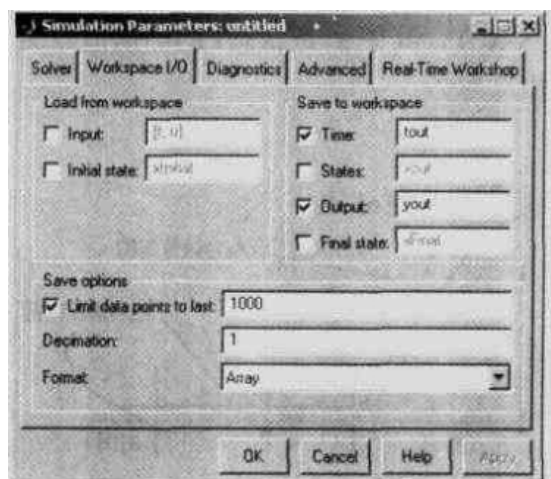 Simulation Parameters: untitled
Solver Workspace I/O Diagnostics Advanced Real-Time Workshop
Load from workspace
Input: [t, u]
Initial state: xInitial
Save to workspace
Time: tout
States: xout
Output: yout
Final state: xFinal
Save options
Limit data points to last: 1000
Decimation: 1
Format: Array
OK Cancel Help Apply